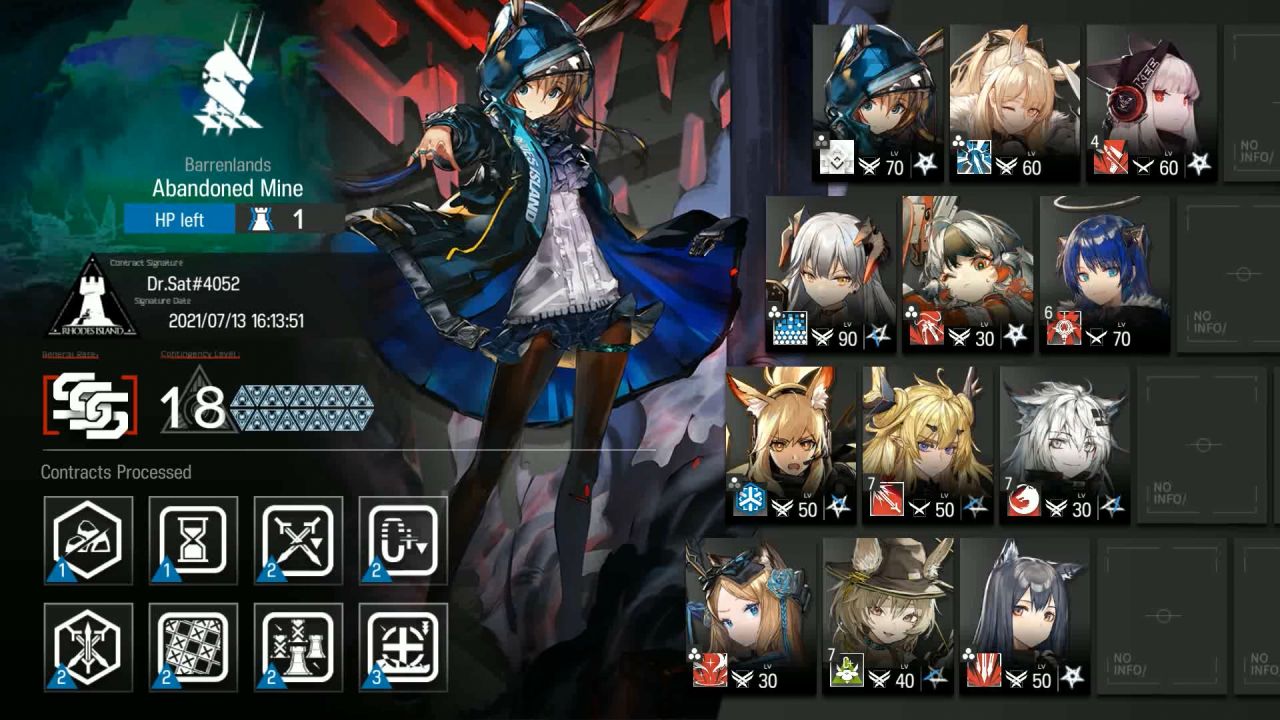 Barrenlands
Abandoned Mine
HP left 1
Contract Signature
Dr.Sat#4052
Signature Date
2021/07/13 16:13:51
RHODES ISLAND
General Rate:
Contingency Level:
18
Contracts Processed
1
1
2
2
2
2
2
3
LV
70
LV
60
4
LV
60
NO
INFO/
LV
90
LV
30
6
LV
70
NO
INFO/
LV
50
7
LV
50
7
LV
30
NO
INFO/
LV
30
7
LV
40
LV
50
NO
INFO/
NO
INFO/